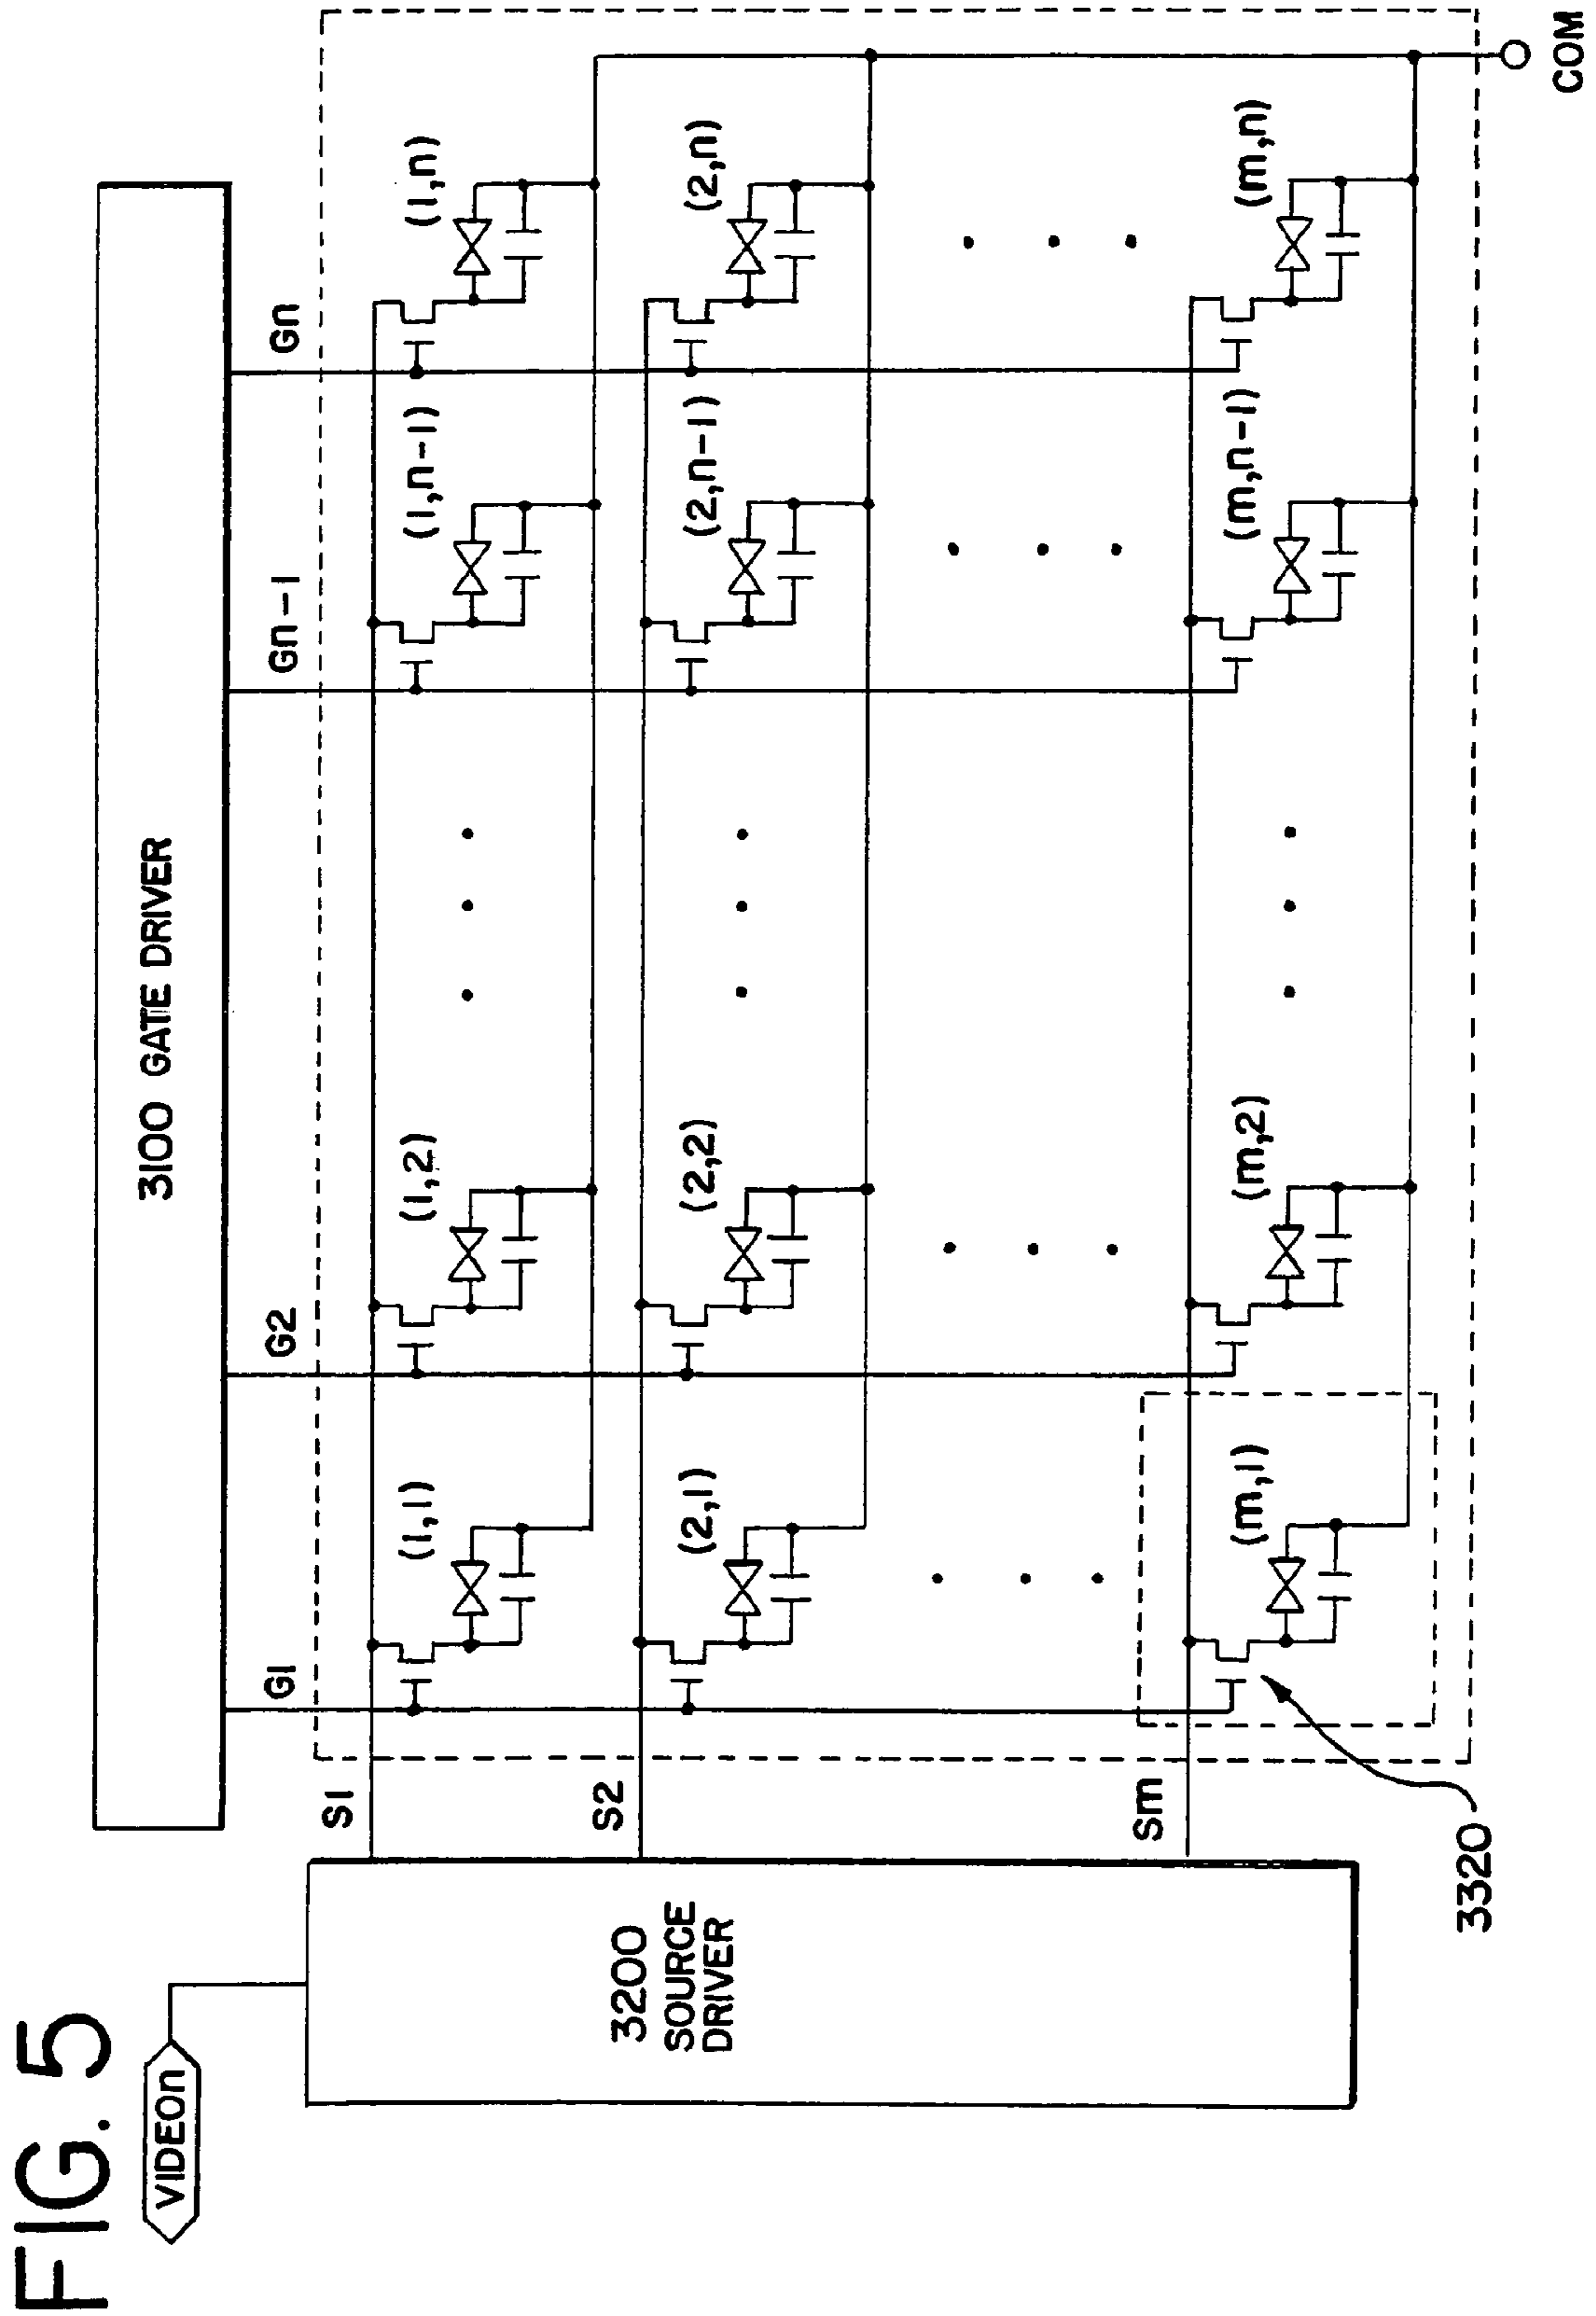 FIG. 5
VIDEOn
3100 GATE DRIVER
3200
SOURCE
DRIVER
G1
G2
Gn-1
Gn
S1
(1,1)
(1,2)
(1,n-1)
(1,n)
S2
(2,1)
(2,2)
(2,n-1)
(2,n)
Sm
(m,1)
(m,2)
(m,n-1)
(m,n)
3320
COM